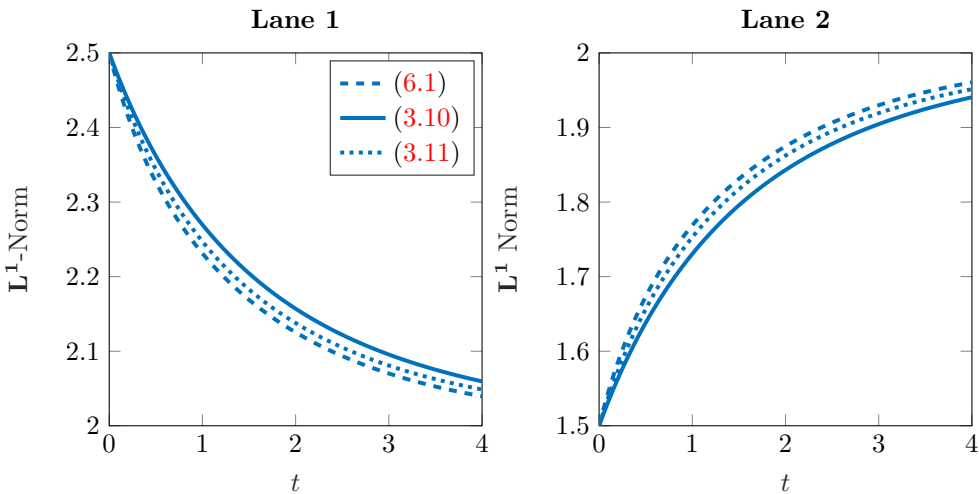 Lane 1
L¹-Norm
2.5
2.4
2.3
2.2
2.1
2
0 1 2 3 4
t
(6.1)
(3.10)
(3.11)
Lane 2
L¹ Norm
2
1.9
1.8
1.7
1.6
1.5
0 1 2 3 4
t